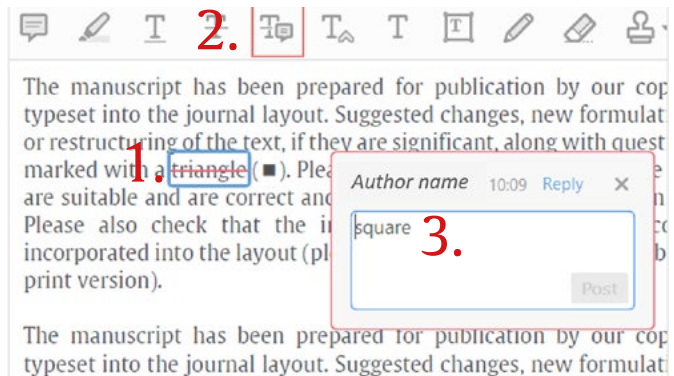 2.
The manuscript has been prepared for publication by our cop
typeset into the journal layout. Suggested changes, new formulat
or restructuring of the text, if they are significant, along with quest
1.
marked with a triangle (■). Plea
are suitable and are correct and
Please also check that the i
incorporated into the layout (pl
print version).
Author name 10:09 Reply ×
square
3.
Post
The manuscript has been prepared for publication by our cop
typeset into the journal layout. Suggested changes, new formulat